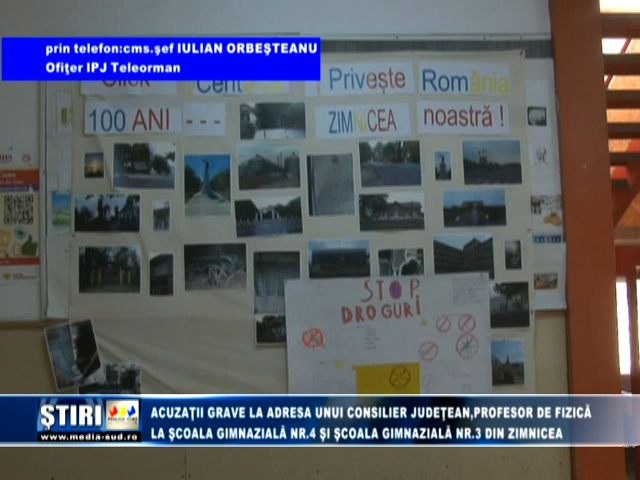 prin telefon:cms.şef IULIAN ORBEŞTEANU
Ofiţer IPJ Teleorman
Click Privește România
100 ANI - - - ZIMNICEA noastră !
STOP
DROGURI
ŞTIRI
www.media-sud.ro
ACUZAŢII GRAVE LA ADRESA UNUI CONSILIER JUDEŢEAN,PROFESOR DE FIZICĂ
LA ŞCOALA GIMNAZIALĂ NR.4 ŞI ŞCOALA GIMNAZIALĂ NR.3 DIN ZIMNICEA